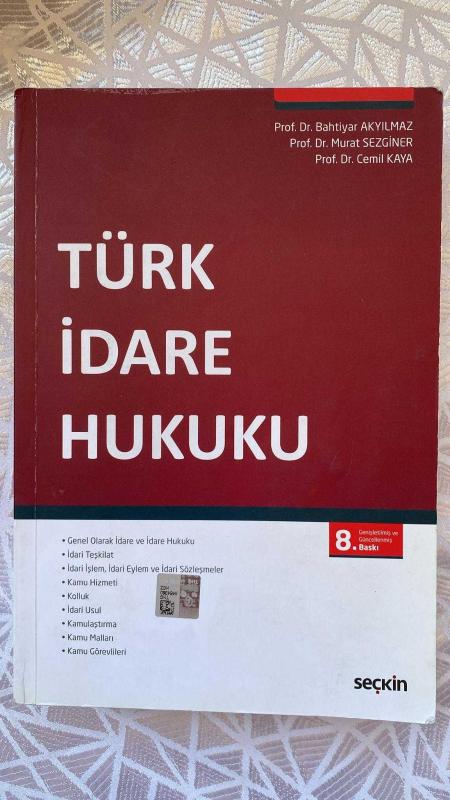 Prof. Dr. Bahtiyar AKYILMAZ
Prof. Dr. Murat SEZGİNER
Prof. Dr. Cemil KAYA
TÜRK
İDARE
HUKUKU
8. Genişletilmiş ve
Güncellenmiş
Baskı
• Genel Olarak İdare ve İdare Hukuku
• İdari Teşkilat
• İdari İşlem, İdari Eylem ve İdari Sözleşmeler
• Kamu Hizmeti
• Kolluk
• İdari Usul
• Kamulaştırma
• Kamu Malları
• Kamu Görevlileri
seçkin